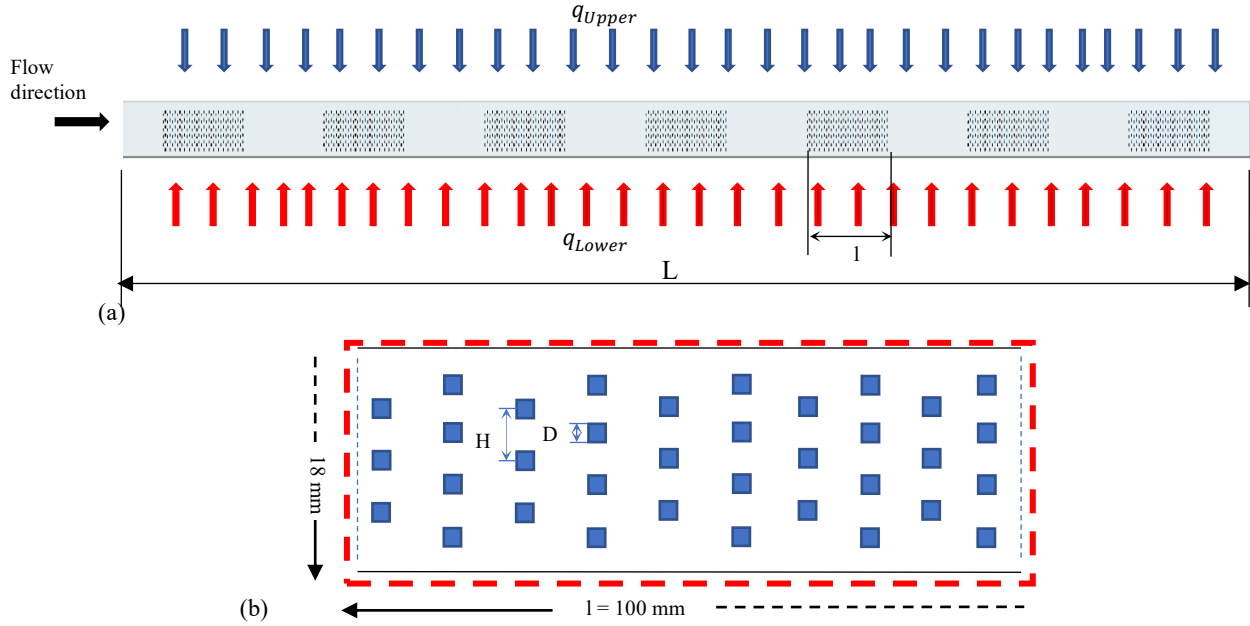 q_Upper
Flow
direction
q_Lower
l
L
(a)
H
D
18 mm
(b)
l = 100 mm